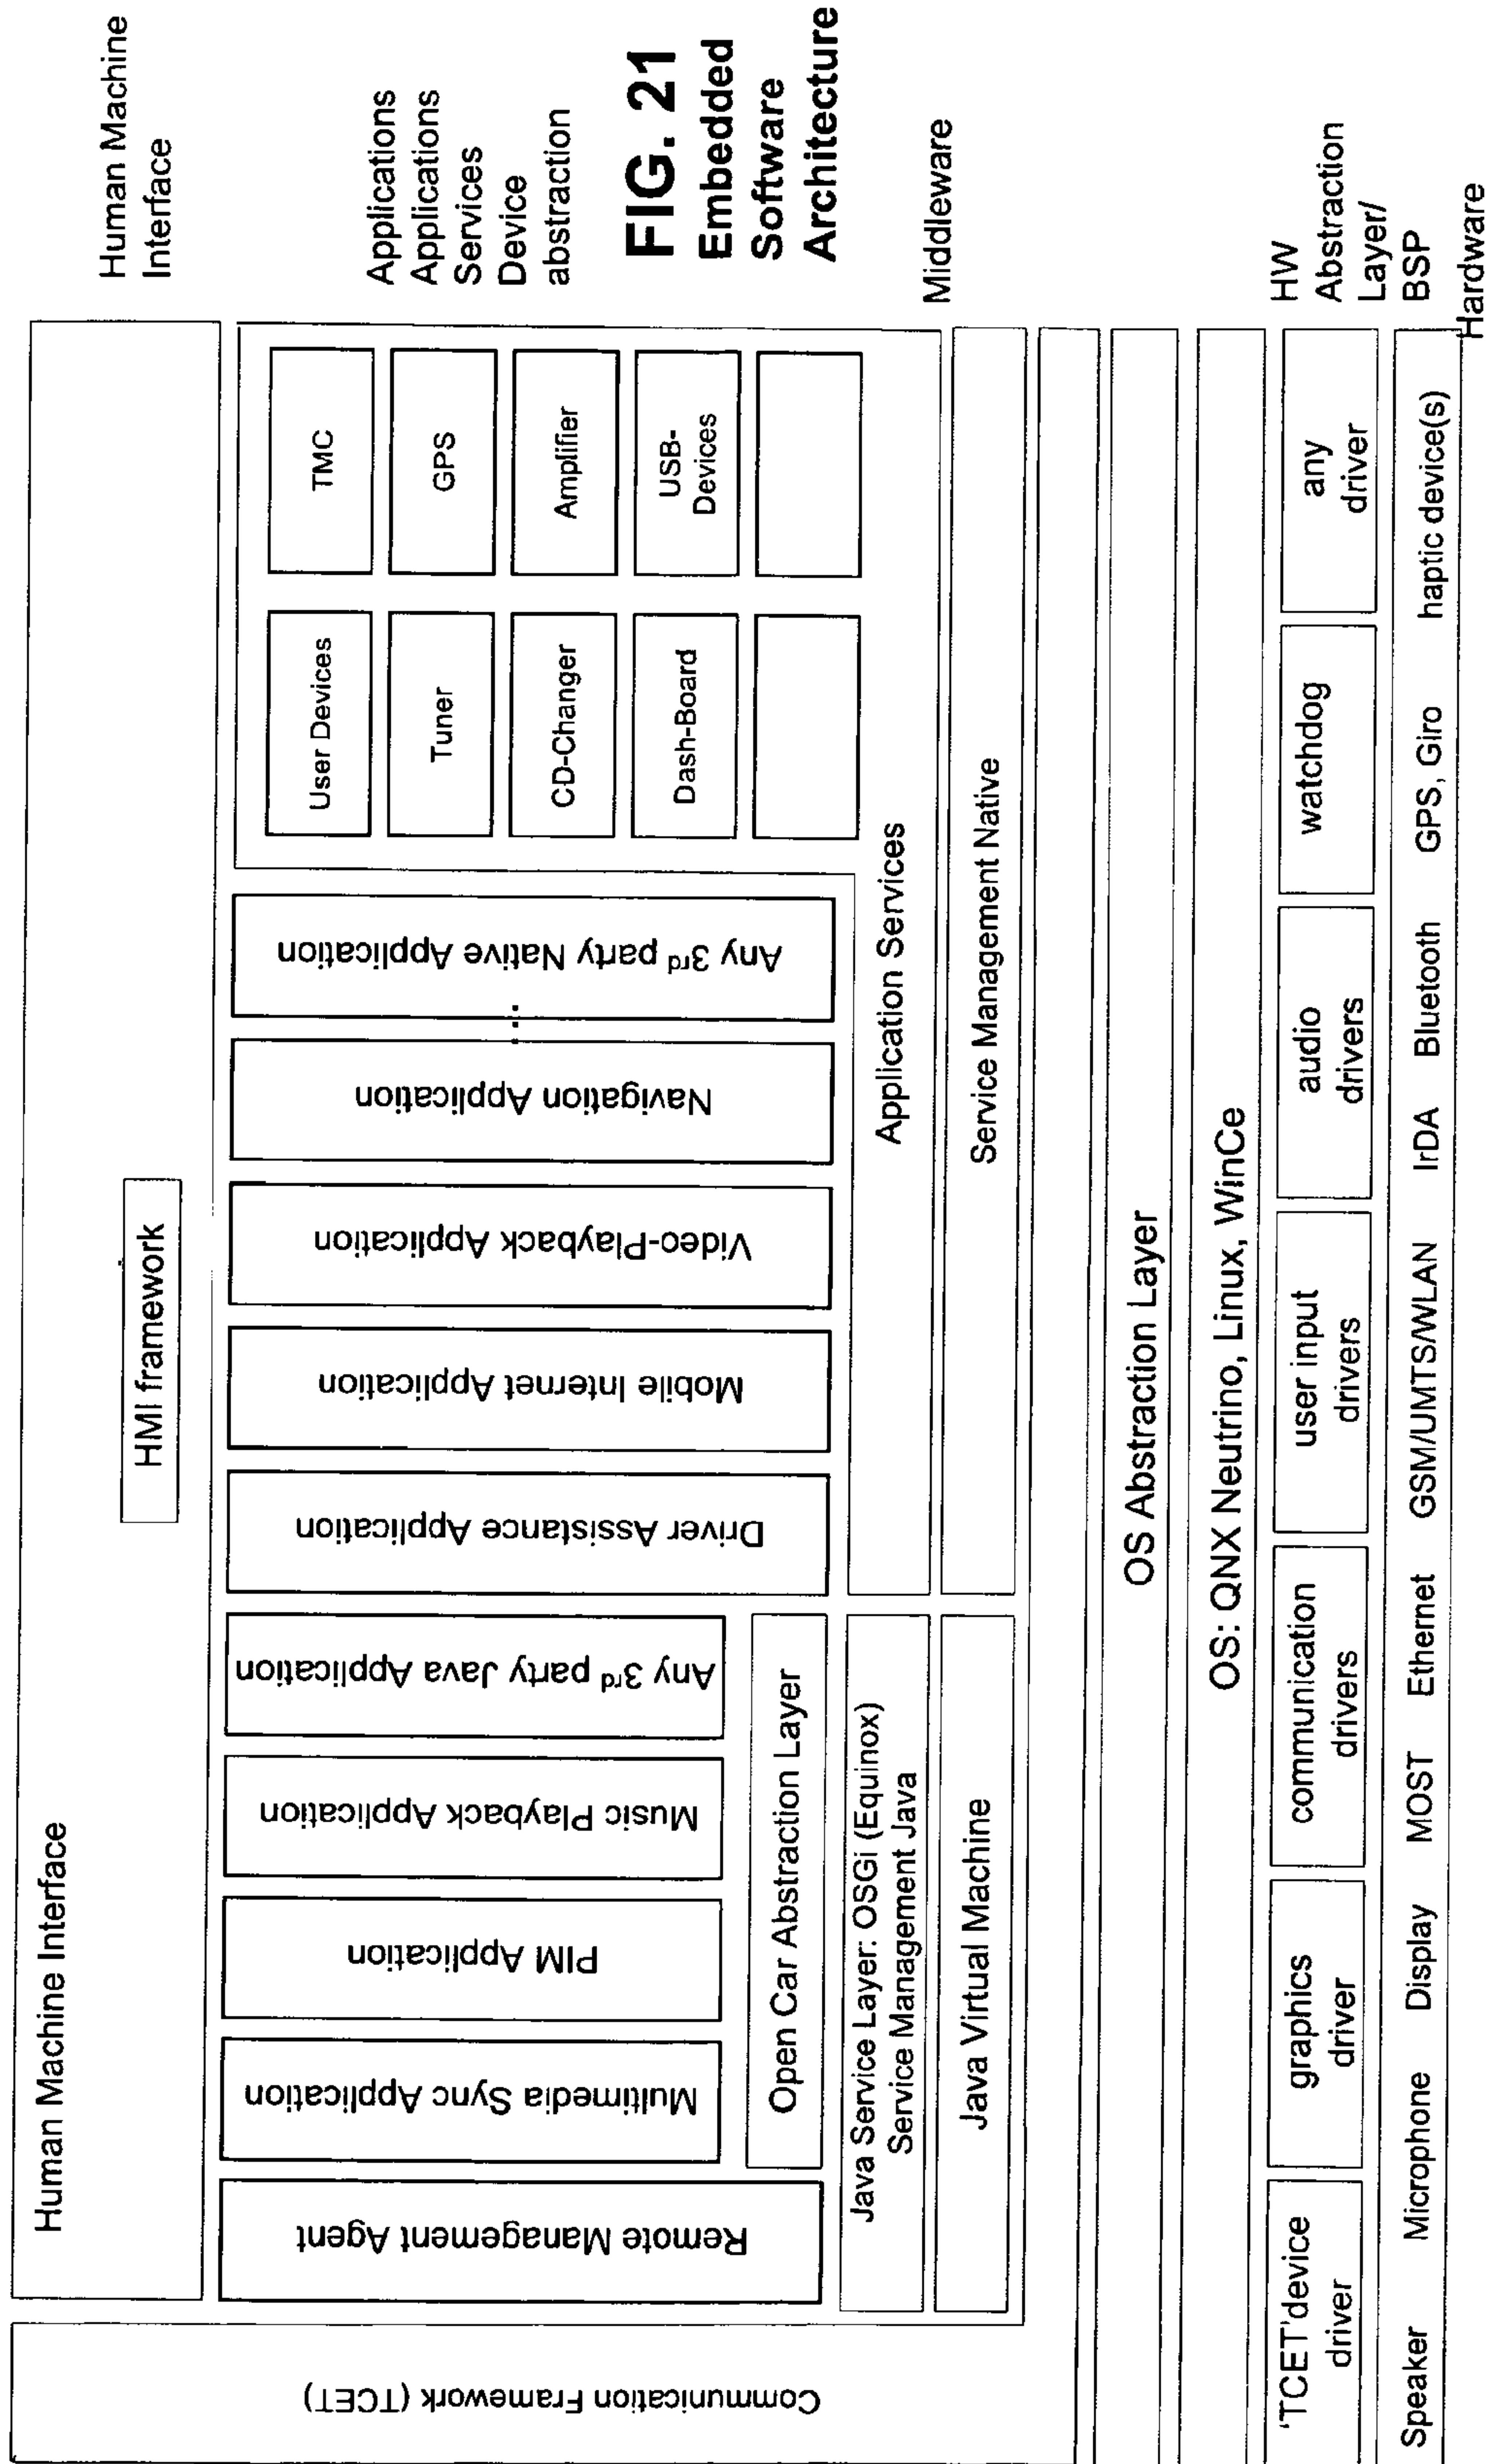 Human Machine Interface
HMI framework
Human Machine
Interface
Communication Framework (TCET)
Remote Management Agent
Multimedia Sync Application
PIM Application
Music Playback Application
Any 3rd party Java Application
Driver Assistance Application
Mobile Internet Application
Video-Playback Application
Navigation Application
...
Any 3rd party Native Application
User Devices
TMC
Tuner
GPS
CD-Changer
Amplifier
Dash-Board
USB-
Devices
Applications
Applications
Services
Device
abstraction
FIG. 21
Embedded
Software
Architecture
Open Car Abstraction Layer
Java Service Layer: OSGi (Equinox)
Service Management Java
Application Services
Java Virtual Machine
Service Management Native
Middleware
OS Abstraction Layer
OS: QNX Neutrino, Linux, WinCe
'TCET'device
driver
graphics
driver
communication
drivers
user input
drivers
audio
drivers
watchdog
any
driver
HW
Abstraction
Layer/
BSP
Speaker Microphone Display MOST Ethernet GSM/UMTS/WLAN IrDA Bluetooth GPS, Giro haptic device(s)
Hardware